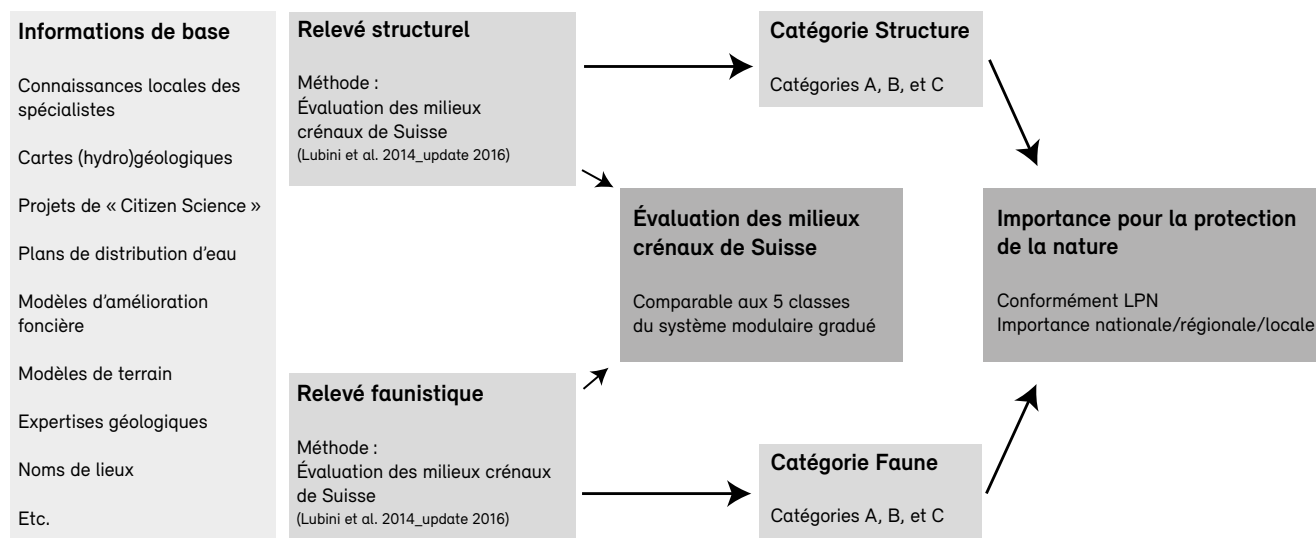 Informations de base
Connaissances locales des
spécialistes
Cartes (hydro)géologiques
Projets de « Citizen Science »
Plans de distribution d'eau
Modèles d'amélioration
foncière
Modèles de terrain
Expertises géologiques
Noms de lieux
Etc.
Relevé structurel
Méthode :
Évaluation des milieux
crénaux de Suisse
(Lubini et al. 2014_update 2016)
Relevé faunistique
Méthode :
Évaluation des milieux crénaux
de Suisse
(Lubini et al. 2014_update 2016)
Évaluation des milieux
crénaux de Suisse
Comparable aux 5 classes
du système modulaire gradué
Catégorie Structure
Catégories A, B, et C
Catégorie Faune
Catégories A, B, et C
Importance pour la protection
de la nature
Conformément LPN
Importance nationale/régionale/locale